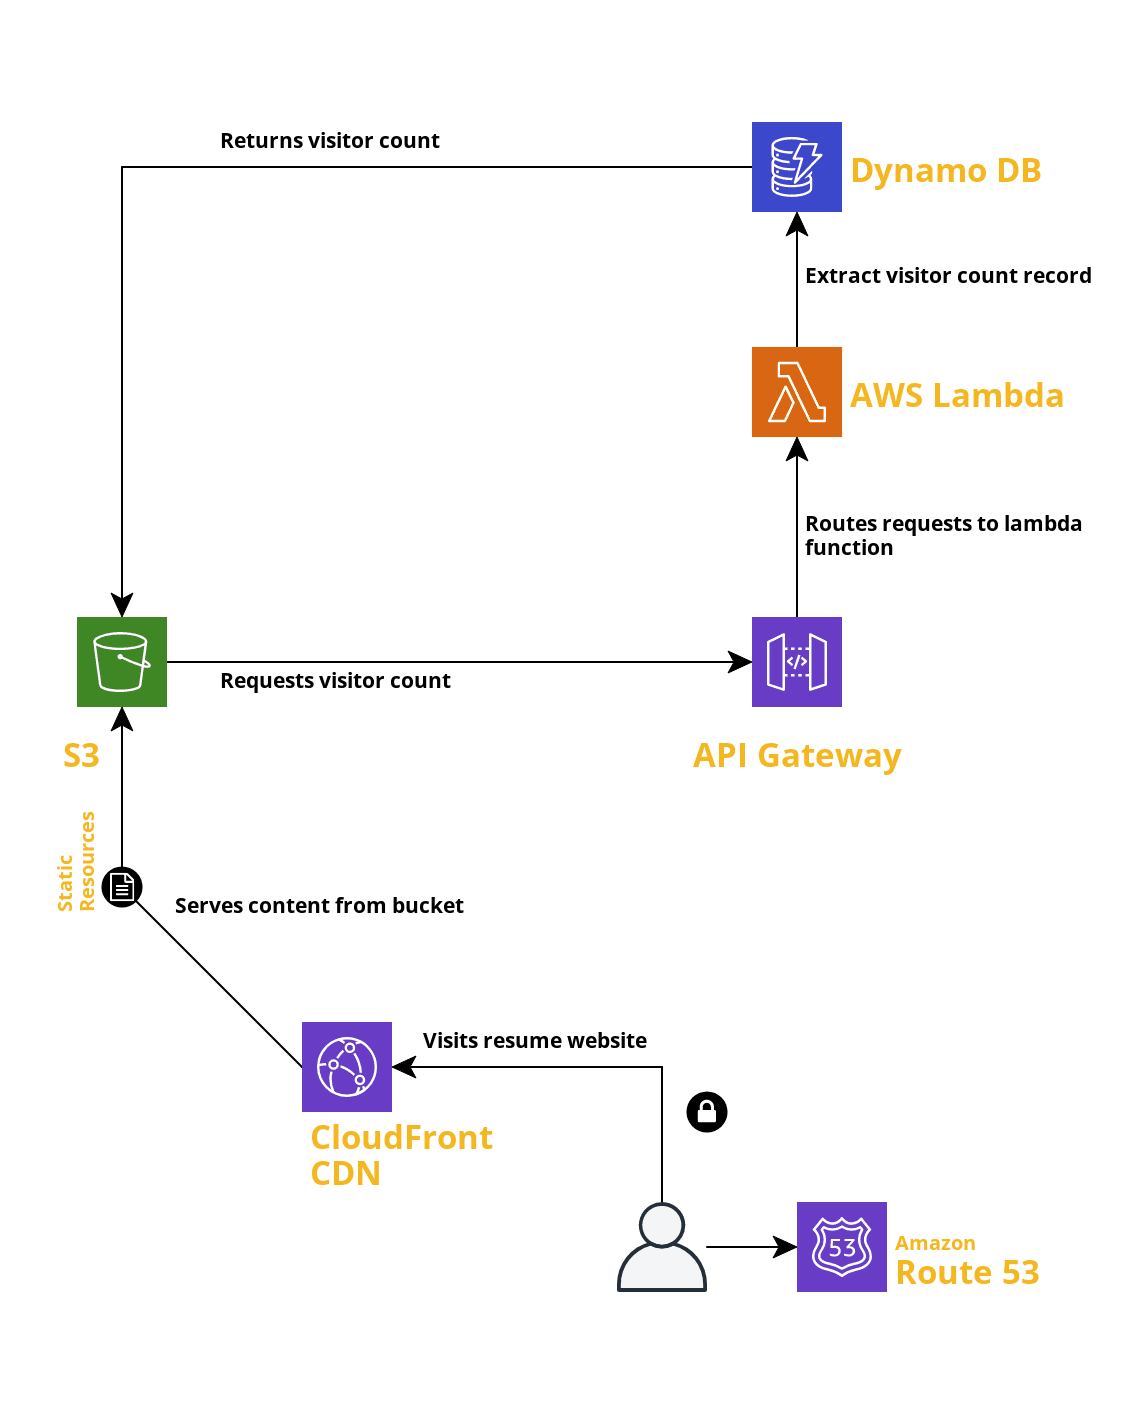 Returns visitor count
Dynamo DB
Extract visitor count record
AWS Lambda
Routes requests to lambda
function
Requests visitor count
S3
API Gateway
Static
Resources
Serves content from bucket
Visits resume website
CloudFront
CDN
53
Amazon
Route 53